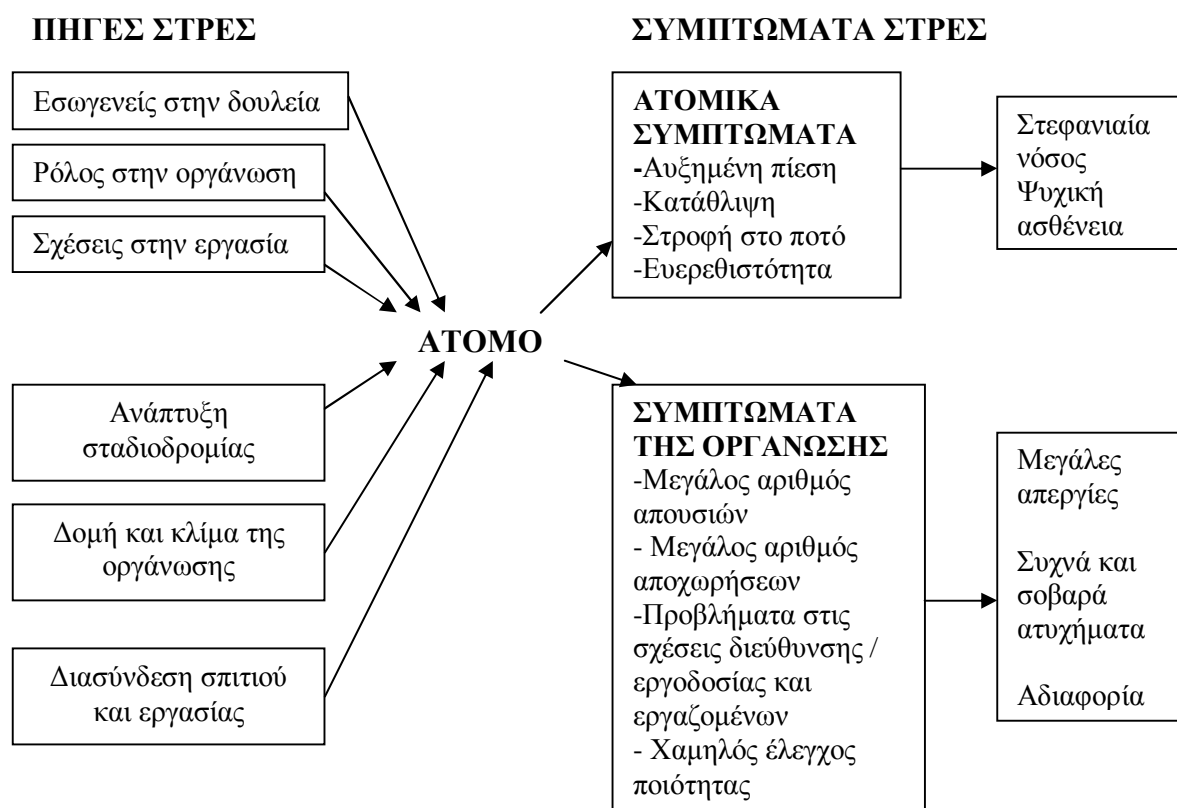 ΠΗΓΕΣ ΣΤΡΕΣ
Εσωγενείς στην δουλεία
Ρόλος στην οργάνωση
Σχέσεις στην εργασία
Ανάπτυξη
σταδιοδρομίας
Δομή και κλίμα της
οργάνωσης
Διασύνδεση σπιτιού
και εργασίας
ΑΤΟΜΟ
ΣΥΜΠΤΩΜΑΤΑ ΣΤΡΕΣ
ΑΤΟΜΙΚΑ
ΣΥΜΠΤΩΜΑΤΑ
-Αυξημένη πίεση
-Κατάθλιψη
-Στροφή στο ποτό
-Ευερεθιστότητα
Στεφανιαία
νόσος
Ψυχική
ασθένεια
ΣΥΜΠΤΩΜΑΤΑ
ΤΗΣ ΟΡΓΑΝΩΣΗΣ
-Μεγάλος αριθμός
απουσιών
- Μεγάλος αριθμός
αποχωρήσεων
-Προβλήματα στις
σχέσεις διεύθυνσης /
εργοδοσίας και
εργαζομένων
- Χαμηλός έλεγχος
ποιότητας
Μεγάλες
απεργίες
Συχνά και
σοβαρά
ατυχήματα
Αδιαφορία